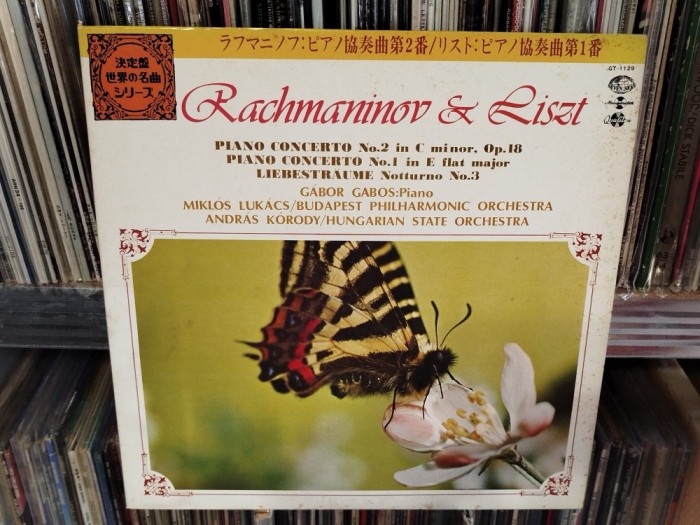 ラフマニノフ：ピアノ協奏曲第2番/リスト：ピアノ協奏曲第1番
決定盤
世界の名曲
シリーズ
GT-1129
Rachmaninov & Liszt
PIANO CONCERTO No.2 in C minor, Op.18
PIANO CONCERTO No.1 in E flat major
LIEBESTRÄUME Notturno No.3
GÁBOR GABOS:Piano
MIKLÓS LUKÁCS/BUDAPEST PHILHARMONIC ORCHESTRA
ANDRÁS KÓRODY/HUNGARIAN STATE ORCHESTRA